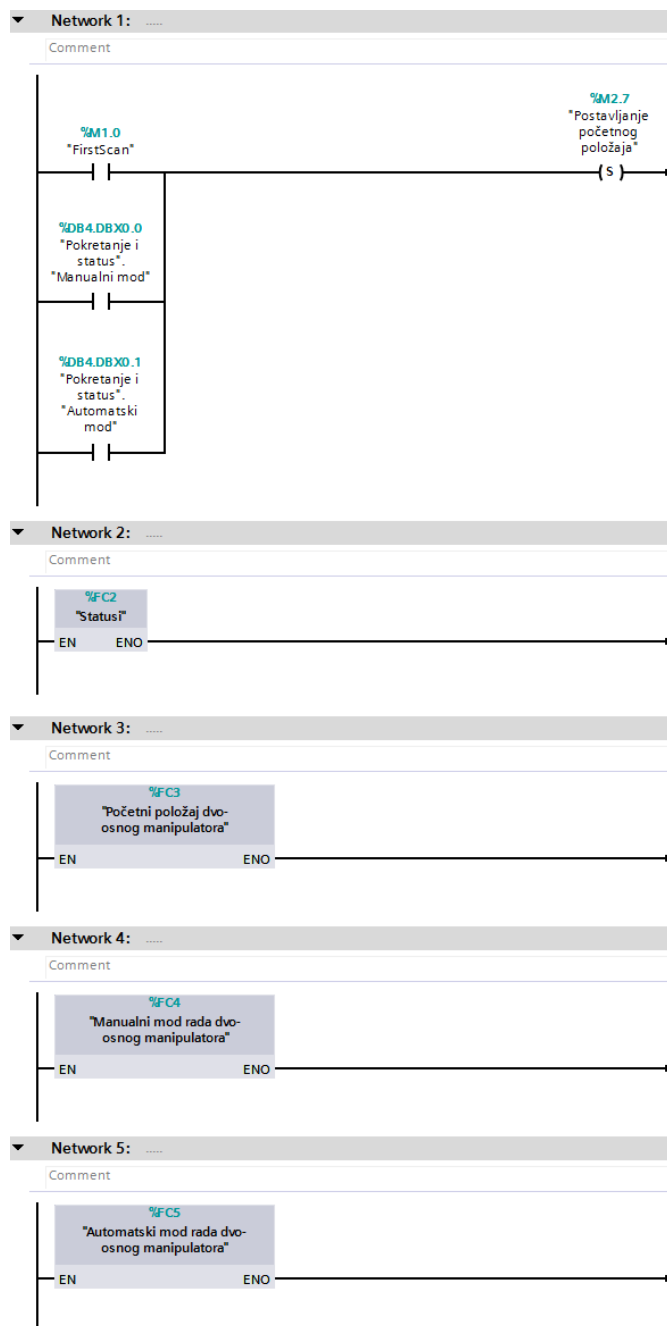 Network 1: .....
Comment
%M2.7
"Postavljanje
početnog
položaja"
%M1.0
"FirstScan"
S
%DB4.DBX0.0
"Pokretanje i
status".
"Manualni mod"
%DB4.DBX0.1
"Pokretanje i
status".
"Automatski
mod"
Network 2: .....
Comment
%FC2
"Statusi"
EN ENO
Network 3: .....
Comment
%FC3
"Početni položaj dvo-
osnog manipulatora"
EN ENO
Network 4: .....
Comment
%FC4
"Manualni mod rada dvo-
osnog manipulatora"
EN ENO
Network 5: .....
Comment
%FC5
"Automatski mod rada dvo-
osnog manipulatora"
EN ENO